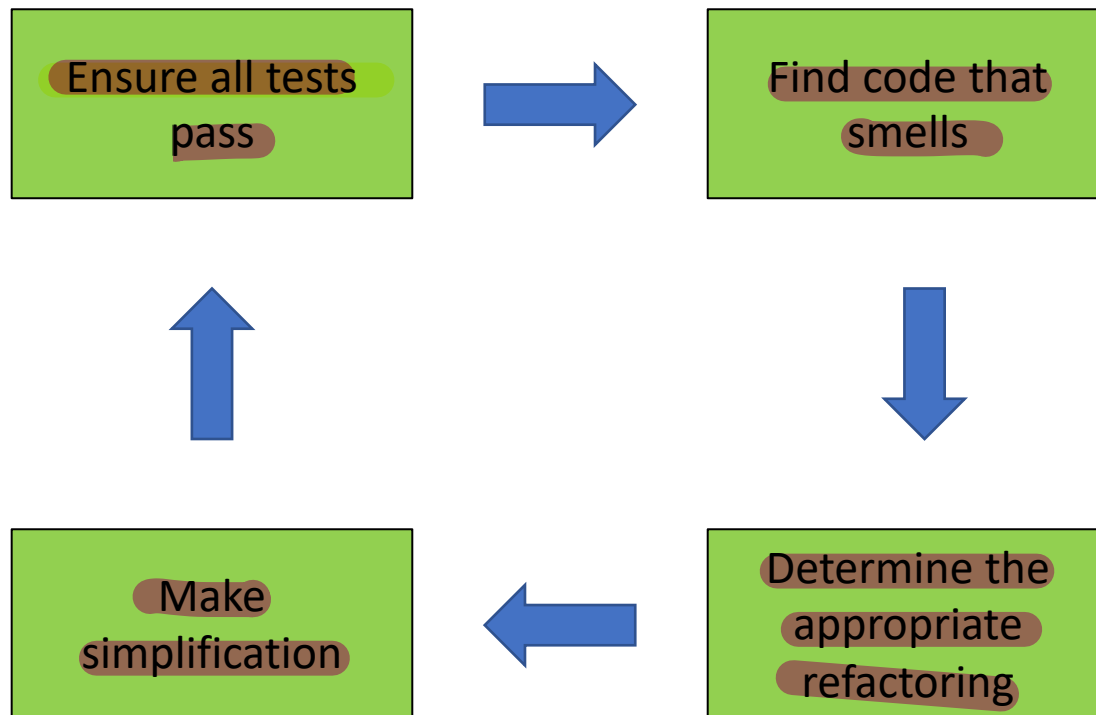 Ensure all tests
pass
Find code that
smells
Make
simplification
Determine the
appropriate
refactoring